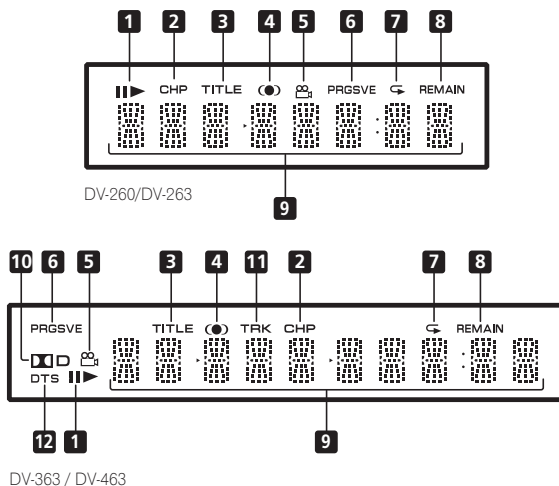 1 2 3 4 5 6 7 8
CHP TITLE PRGSVE REMAIN
DV-260/DV-263
9
10 6 5 3 4 11 2 7 8
PRGSVE TITLE TRK CHP REMAIN
D
DTS
12 1 9
DV-363 / DV-463